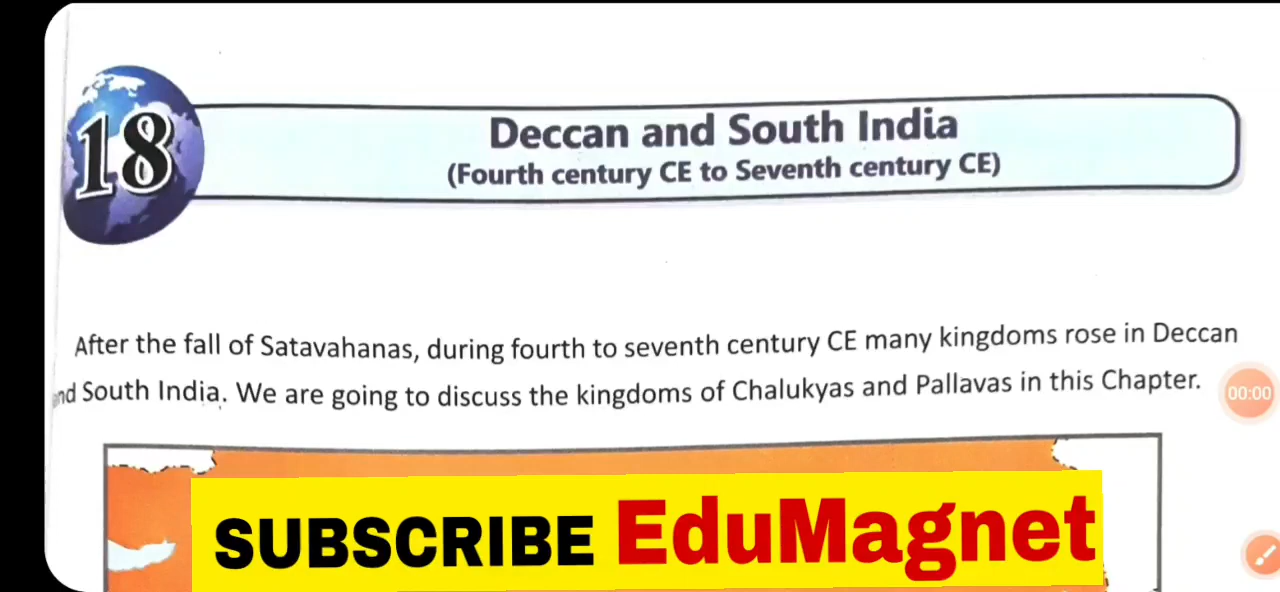 18
Deccan and South India
(Fourth century CE to Seventh century CE)
After the fall of Satavahanas, during fourth to seventh century CE many kingdoms rose in Deccan
and South India. We are going to discuss the kingdoms of Chalukyas and Pallavas in this Chapter.
00:00
SUBSCRIBE EduMagnet